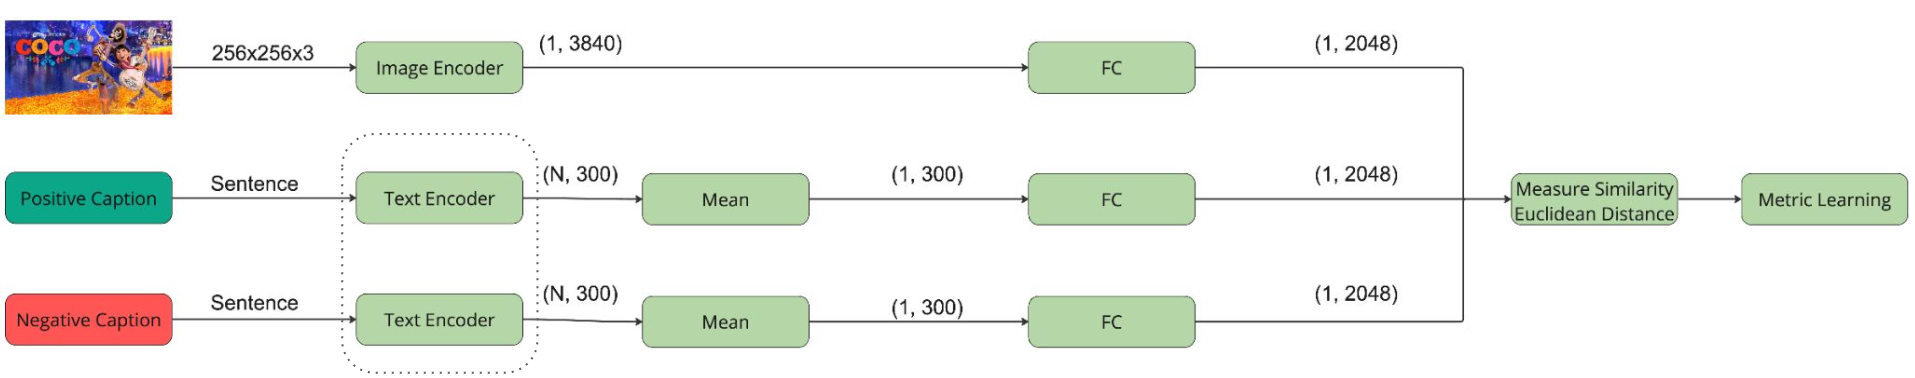 COCO
256x256x3
Image Encoder
(1, 3840)
FC
(1, 2048)
Positive Caption
Sentence
Text Encoder
(N, 300)
Mean
(1, 300)
FC
(1, 2048)
Measure Similarity
Euclidean Distance
Metric Learning
Negative Caption
Sentence
Text Encoder
(N, 300)
Mean
(1, 300)
FC
(1, 2048)